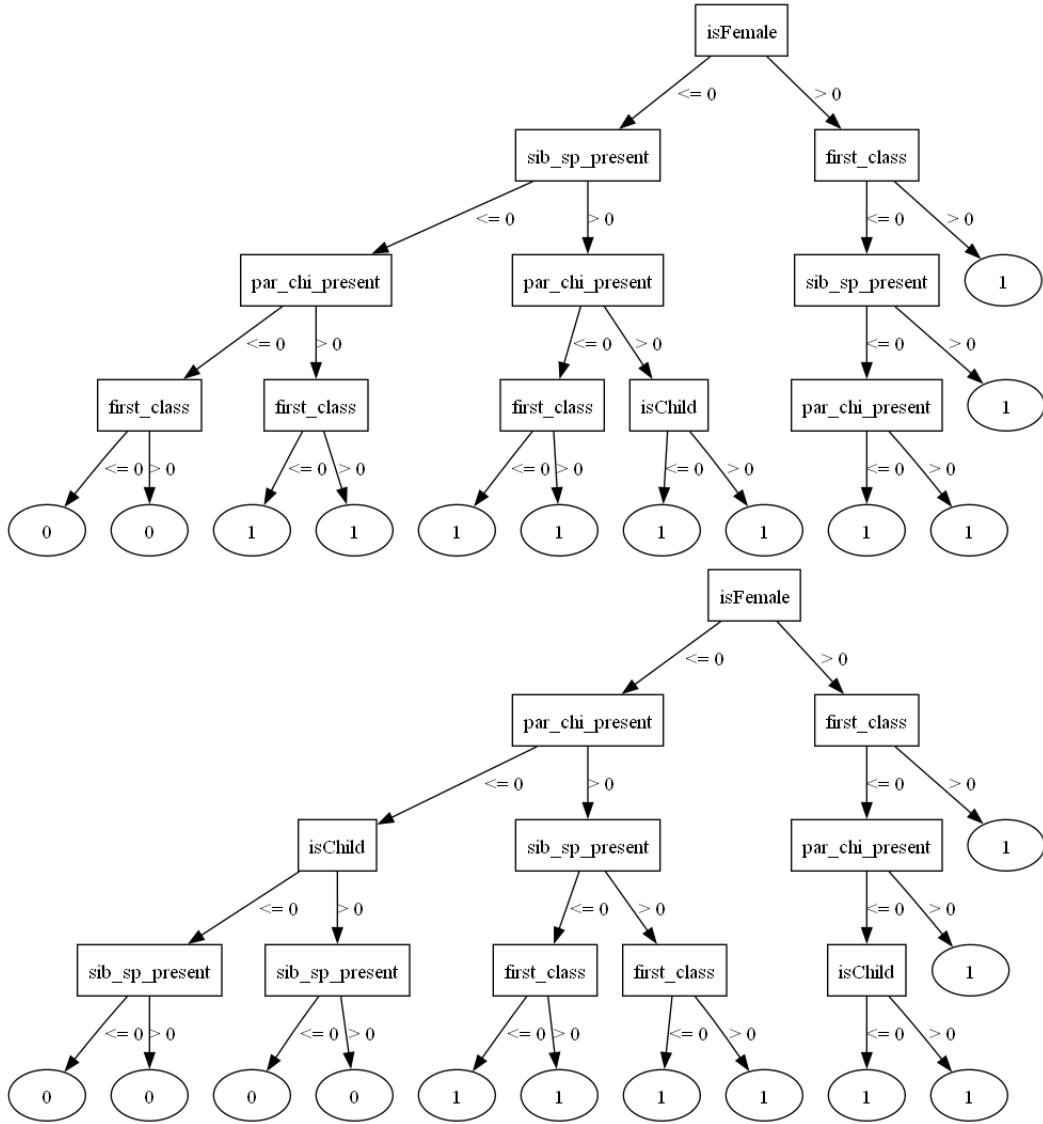 isFemale
<= 0 > 0
sib_sp_present first_class
<= 0 > 0 <= 0 > 0
par_chi_present par_chi_present sib_sp_present 1
<= 0 > 0 <= 0 > 0 <= 0 > 0
first_class first_class first_class isChild par_chi_present 1
<= 0 > 0 <= 0 > 0 <= 0 > 0 <= 0 > 0 <= 0 > 0
0 0 1 1 1 1 1 1 1 1
isFemale
<= 0 > 0
par_chi_present first_class
<= 0 > 0 <= 0 > 0
isChild sib_sp_present par_chi_present 1
<= 0 > 0 <= 0 > 0 <= 0 > 0
sib_sp_present sib_sp_present first_class first_class isChild 1
<= 0 > 0 <= 0 > 0 <= 0 > 0 <= 0 > 0 <= 0 > 0
0 0 0 0 1 1 1 1 1 1